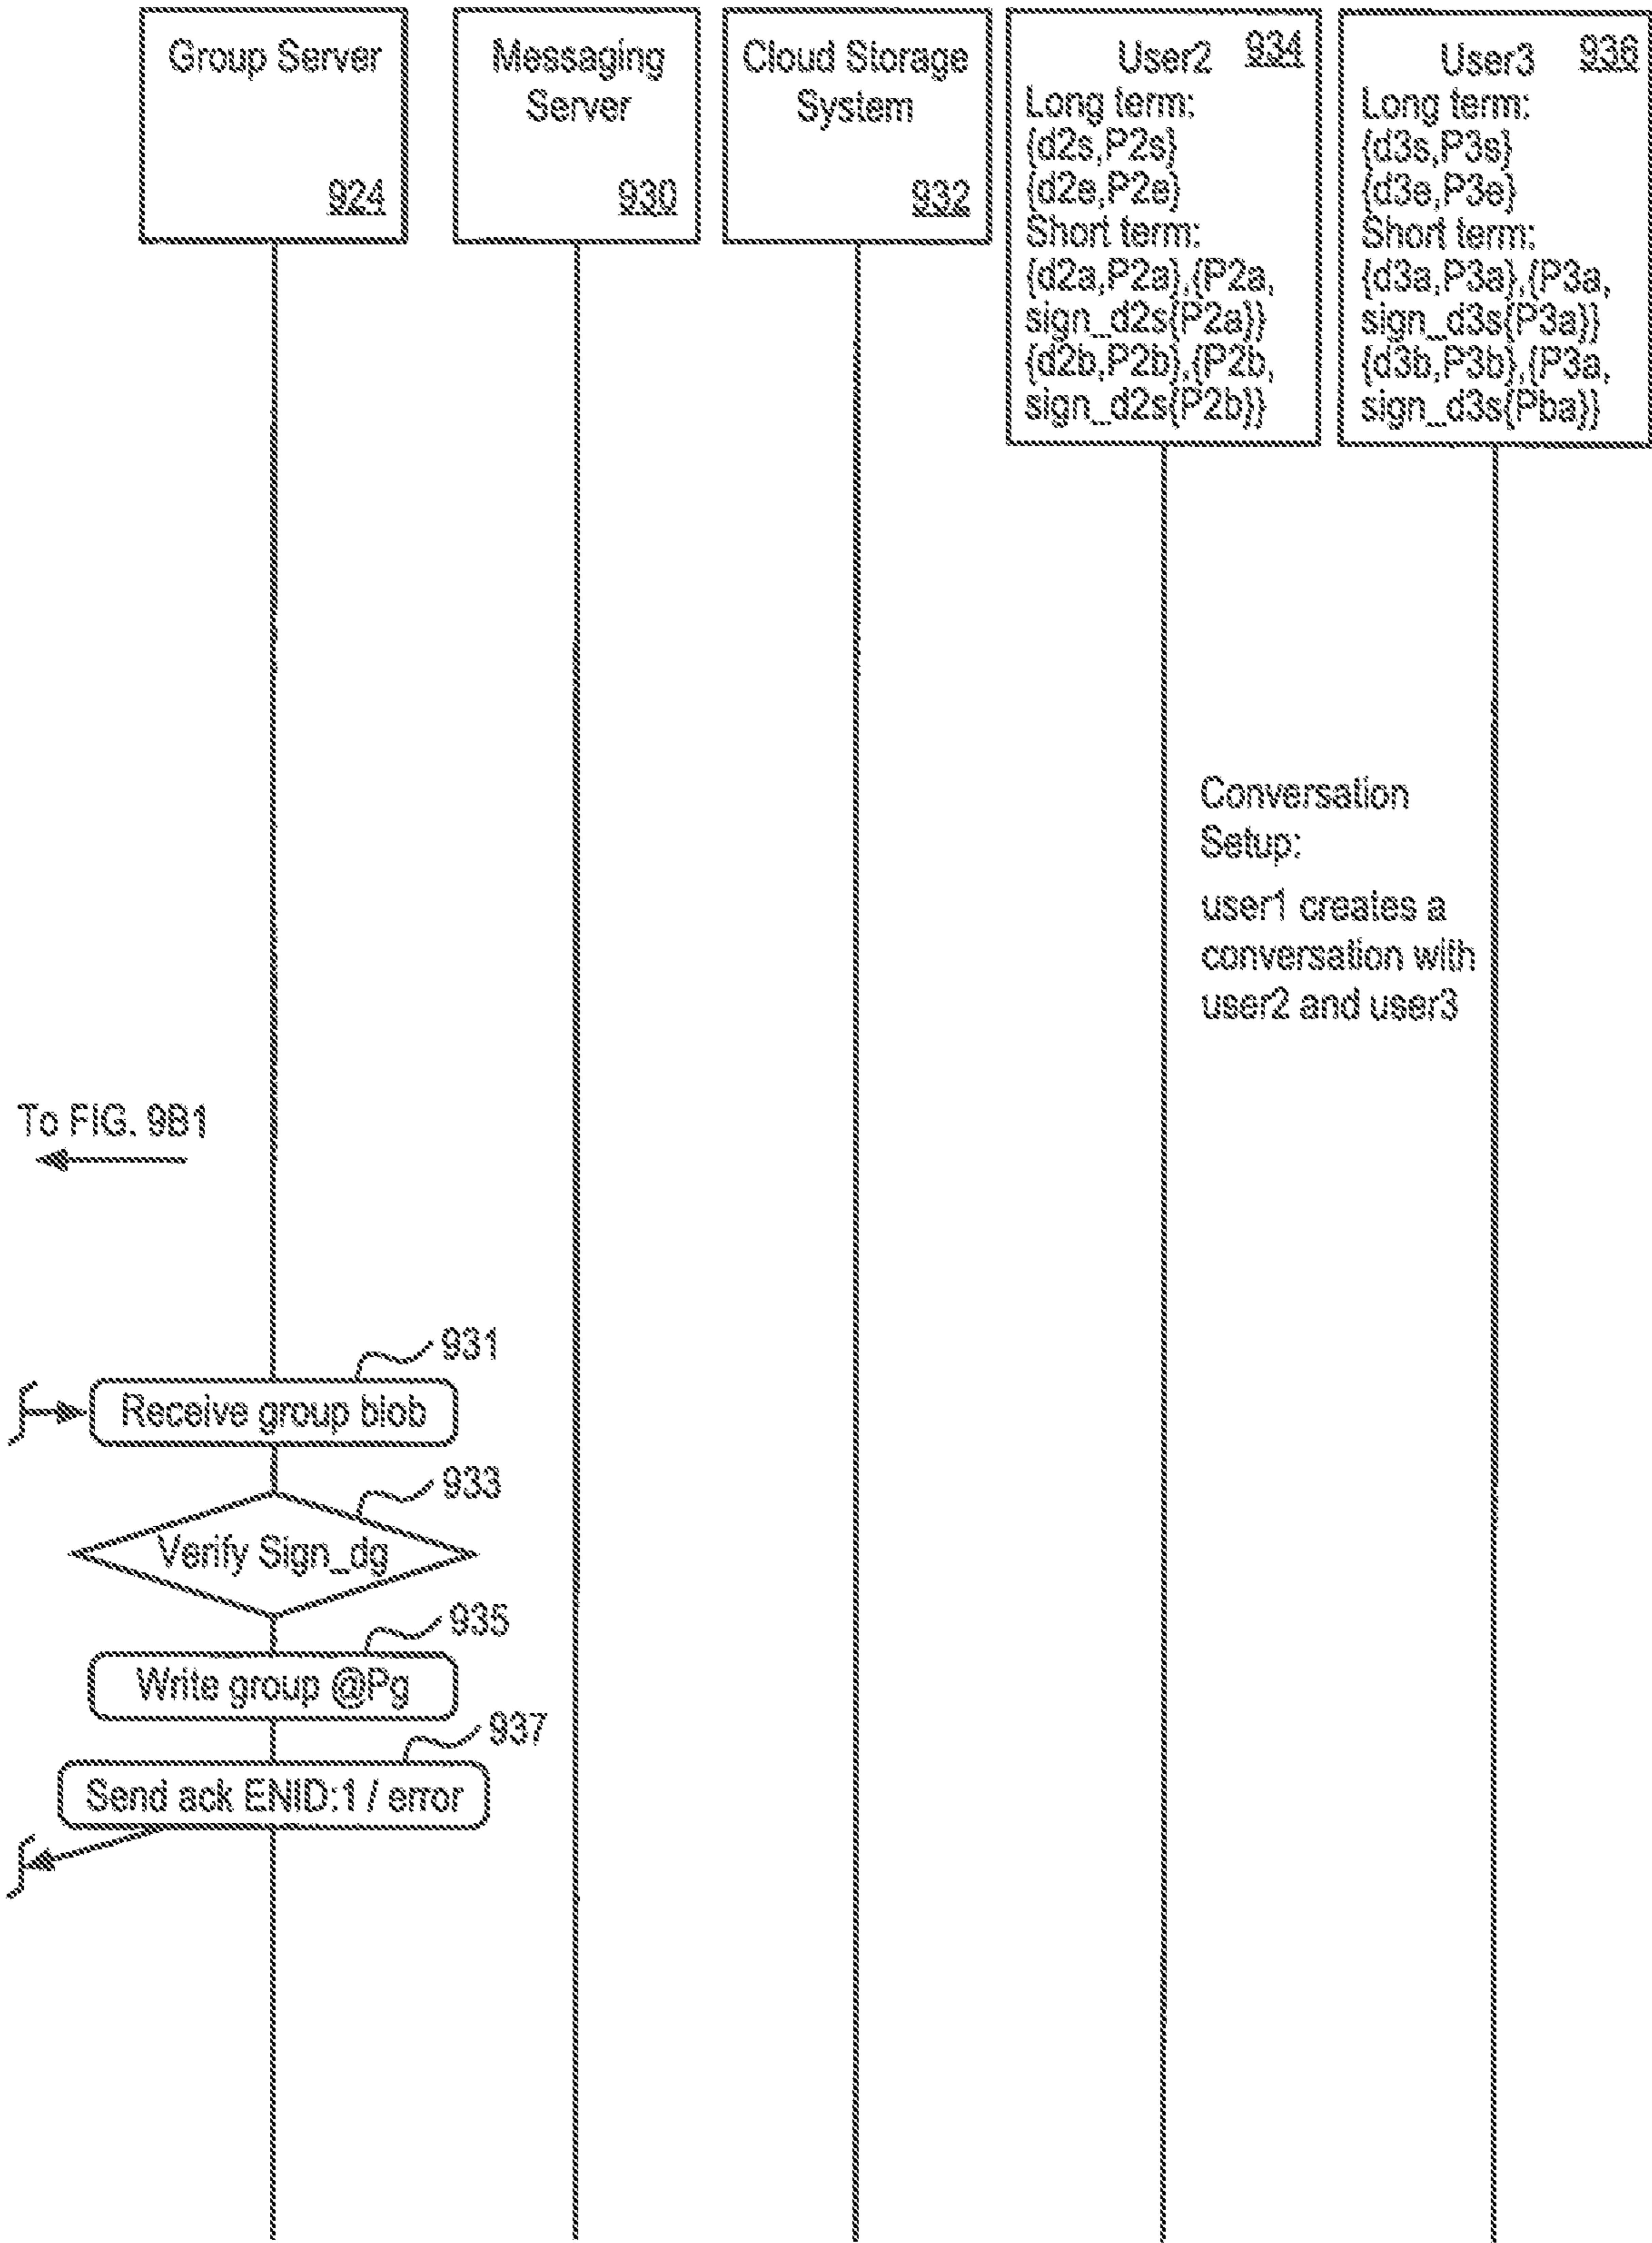 Group Server
924
Messaging
Server
930
Cloud Storage
System
932
User2 934
Long term:
{d2s,P2s}
{d2e,P2e}
Short term:
{d2a,P2a},{P2a,
sign_d2s{P2a}}
{d2b,P2b},{P2b,
sign_d2s{P2b}}
User3 936
Long term:
{d3s,P3s}
{d3e,P3e}
Short term:
{d3a,P3a},{P3a,
sign_d3s{P3a}}
{d3b,P3b},{P3a,
sign_d3s{Pba}}
Conversation
Setup:
user1 creates a
conversation with
user2 and user3
To FIG. 9B1
931
Receive group blob
933
Verify Sign_dg
935
Write group @Pg
937
Send ack ENID:1 / error